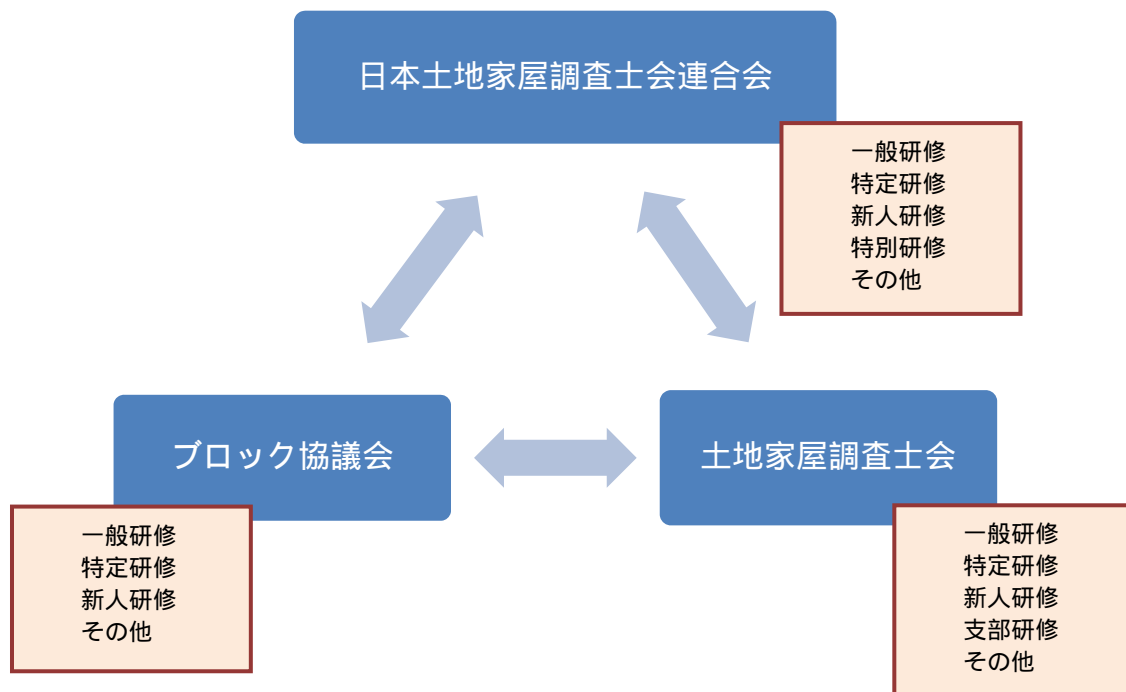 日本土地家屋調査士会連合会
一般研修
特定研修
新人研修
特別研修
その他
ブロック協議会
一般研修
特定研修
新人研修
その他
土地家屋調査士会
一般研修
特定研修
新人研修
支部研修
その他